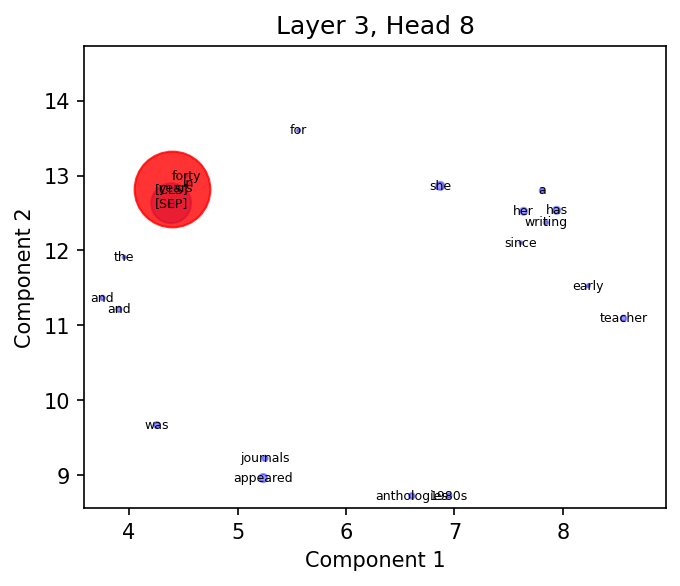 Layer 3, Head 8
14
13
12
11
10
9
Component 2
for
forty
in
[CLS]
years
[SEP]
she
a
her
has
writing
since
the
early
and
and
teacher
was
journals
appeared
anthologies
1980s
4
5
6
7
8
Component 1